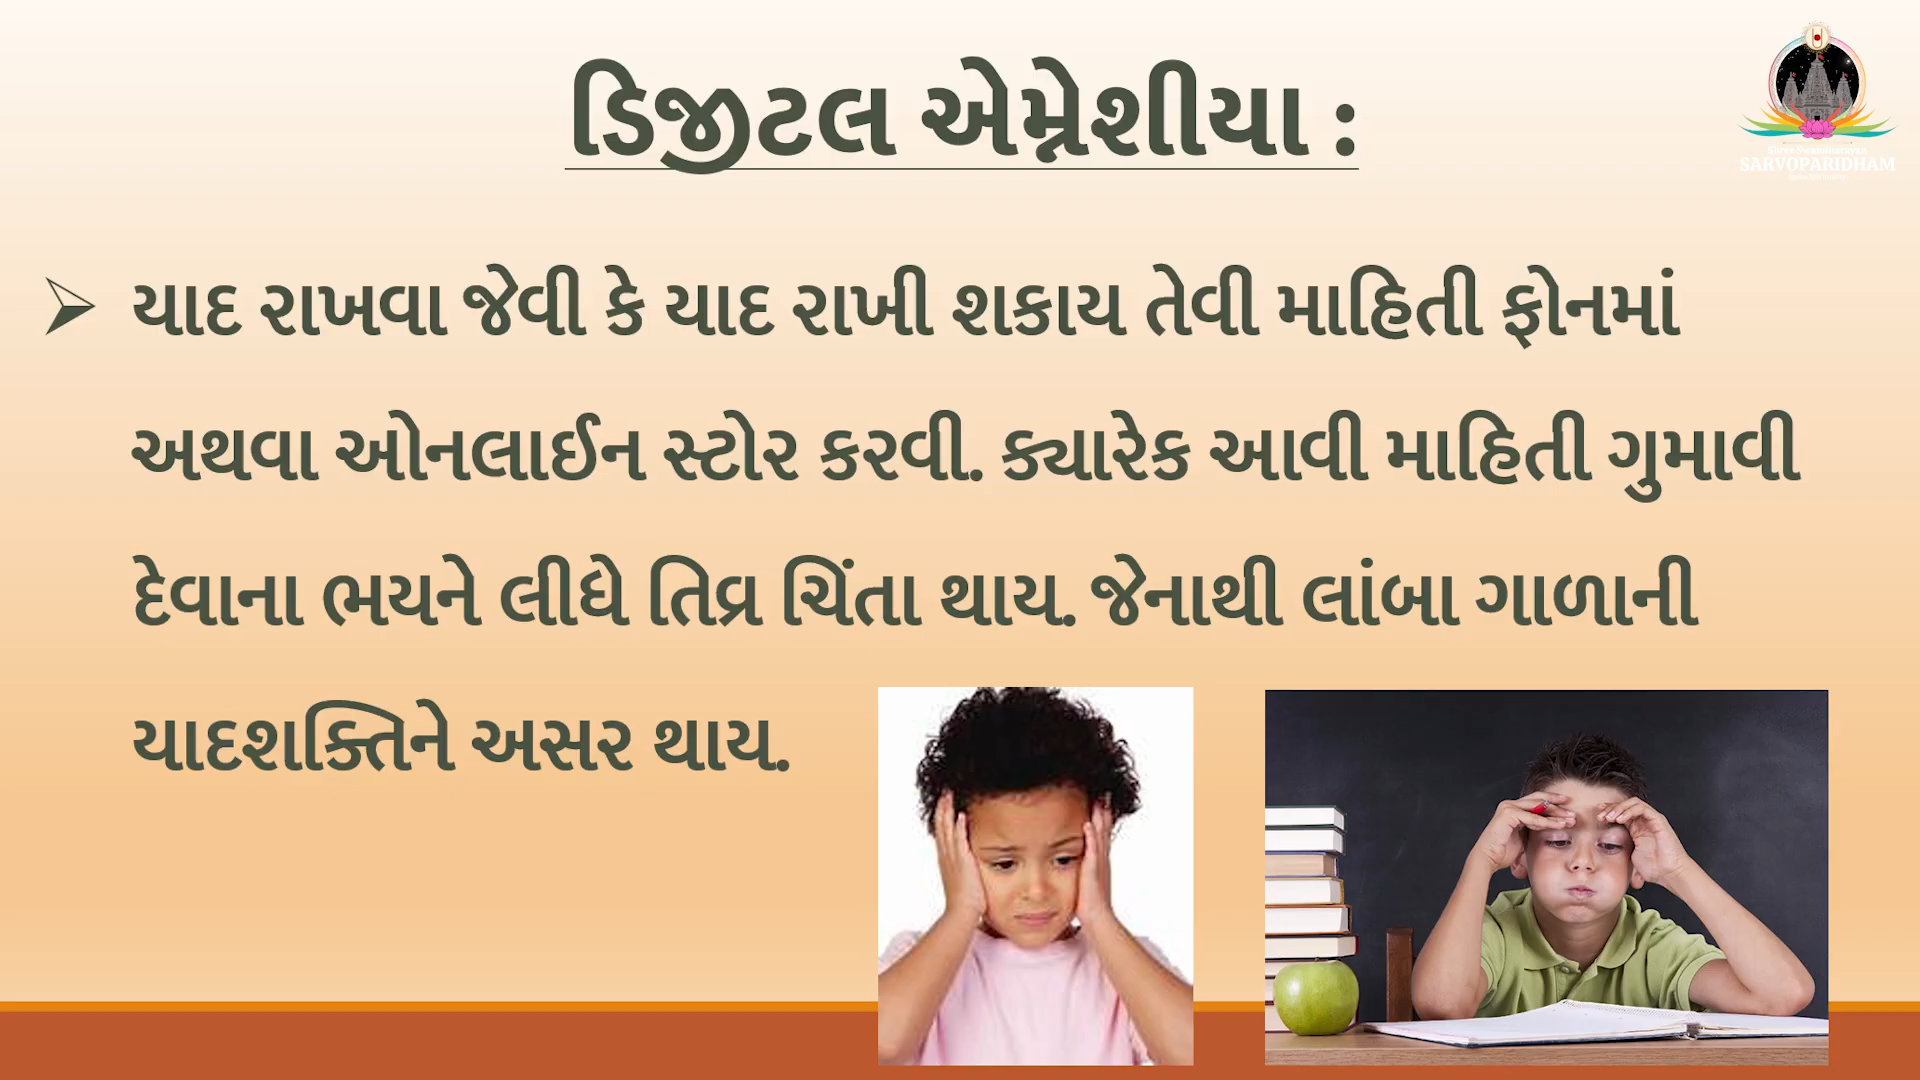 ડિજીટલ એમ્નેશીયા :
SARVOPARIDHAM
➢ યાદ રાખવા જેવી કે યાદ રાખી શકાય તેવી માહિતી ફોનમાં
અથવા ઓનલાઈન સ્ટોર કરવી. ક્યારેક આવી માહિતી ગુમાવી
દેવાના ભયને લીધે તિવ્ર ચિંતા થાય. જેનાથી લાંબા ગાળાની
યાદશક્તિને અસર થાય.